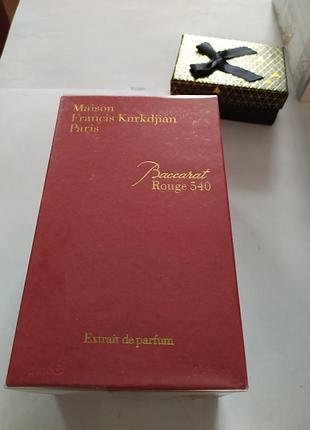 Maison
Francis Kurkdjian
Paris
Baccarat
Rouge 540
Extrait de parfum